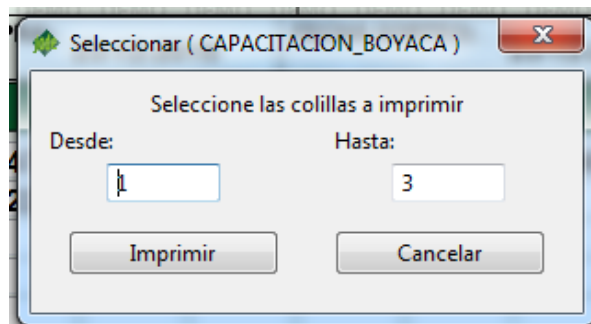 Seleccionar ( CAPACITACION_BOYACA )
Seleccione las colillas a imprimir
Desde: Hasta:
1 3
Imprimir Cancelar